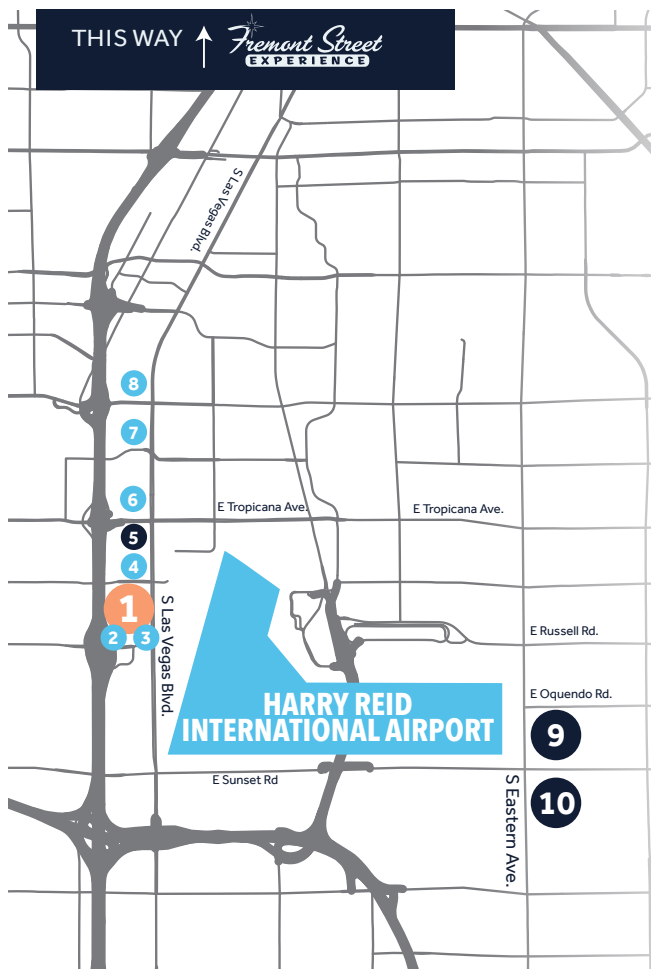 THIS WAY
Fremont Street
EXPERIENCE
S Las Vegas Blvd.
8
7
6
E Tropicana Ave.
E Tropicana Ave.
5
4
1
2
3
S Las Vegas Blvd.
E Russell Rd.
E Oquendo Rd.
HARRY REID
INTERNATIONAL AIRPORT
9
E Sunset Rd
10
S Eastern Ave.